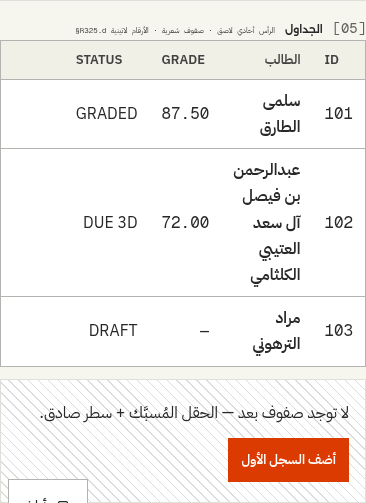 [05] الجداول الرأس أحادي لاصق · صفوف شعرية · الأرقام لاتينية §R325.d
ID الطالب GRADE STATUS
101 سلمى الطارق 87.50 GRADED
102 عبدالرحمن بن فيصل آل سعد العتيبي الكلثامي 72.00 DUE 3D
103 مراد الترهوني — DRAFT
لا توجد صفوف بعد — الحقل المُسبَّك + سطر صادق.
أضف السجل الأول